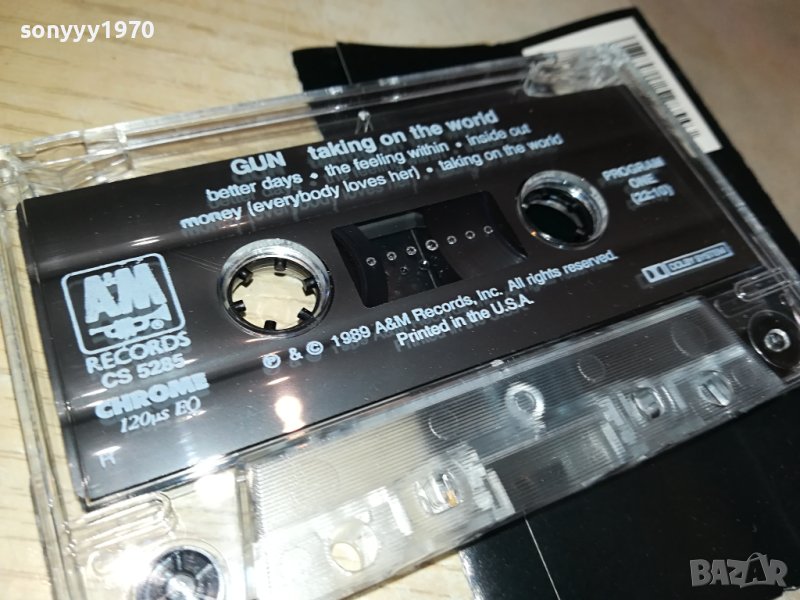 sonyyy1970
GUN taking on the world
better days • the feeling within • inside out
money (everybody loves her) • taking on the world
PROGRAM
ONE
(22:10)
DOLBY SYSTEM
A&M
RECORDS
CS 5285
CHROME
120µs EQ
H
℗ & © 1989 A&M Records, Inc. All rights reserved.
Printed in the U.S.A.
BAZAR